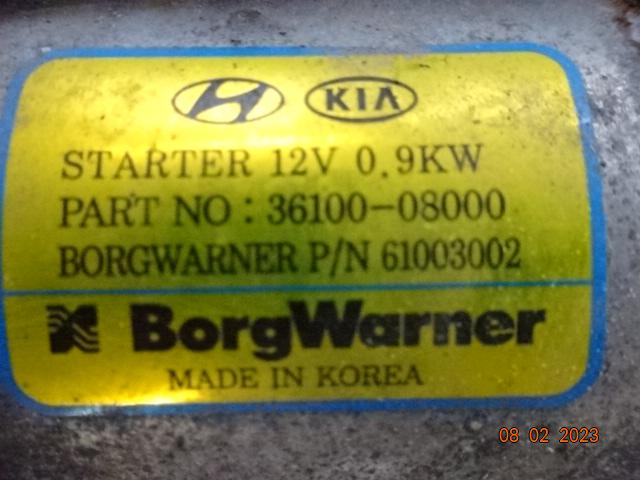 KIA
STARTER 12V 0.9KW
PART NO : 36100-08000
BORGWARNER P/N 61003002
BorgWarner
MADE IN KOREA
08 02 2023